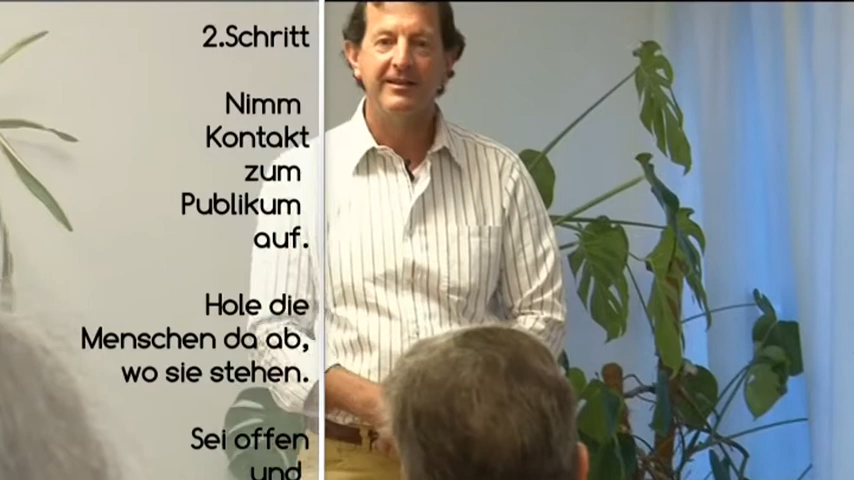 2.Schritt
Nimm
Kontakt
zum
Publikum
auf.
Hole die
Menschen da ab,
wo sie stehen.
Sei offen
und